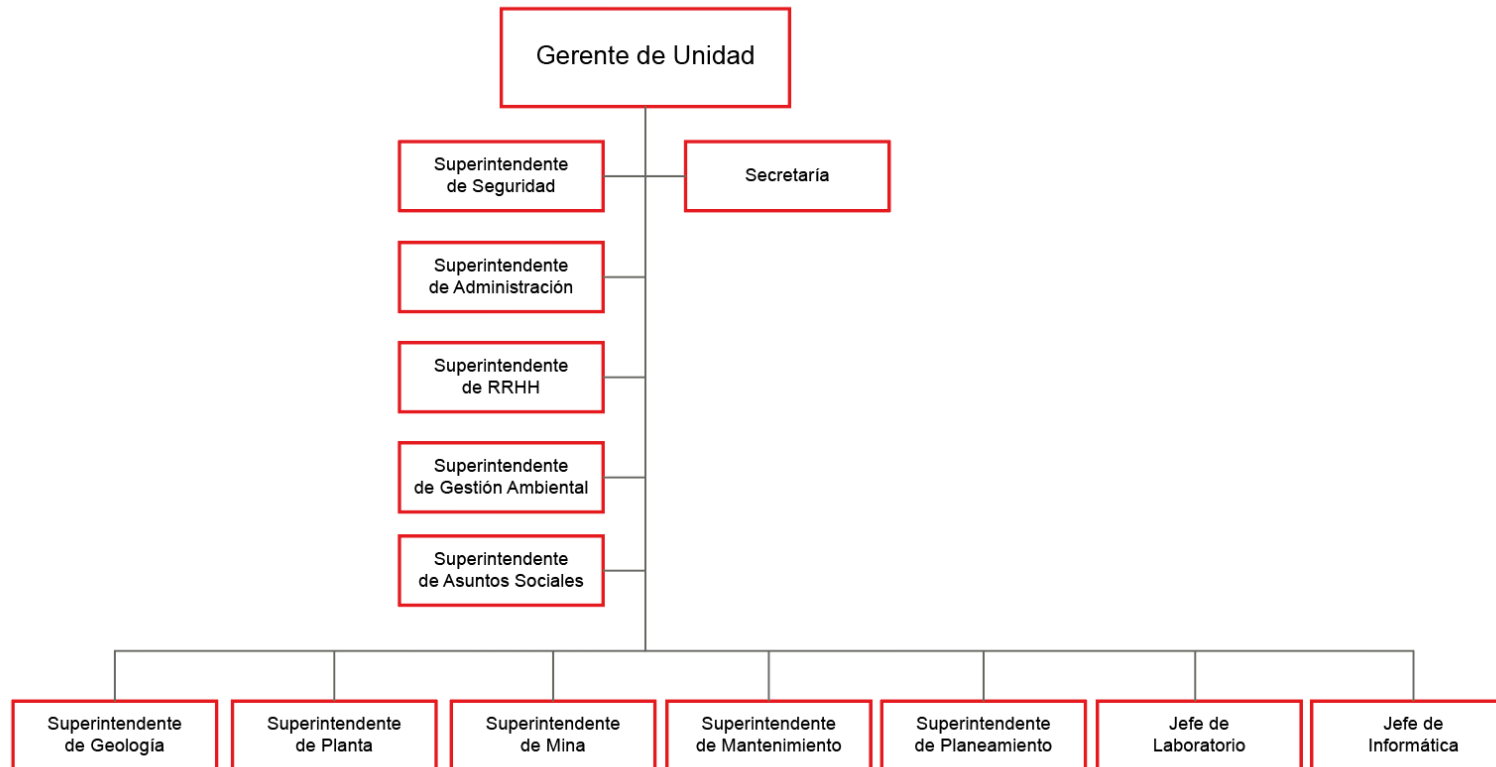 Gerente de Unidad
Superintendente
de Seguridad
Secretaría
Superintendente
de Administración
Superintendente
de RRHH
Superintendente
de Gestión Ambiental
Superintendente
de Asuntos Sociales
Superintendente
de Geología
Superintendente
de Planta
Superintendente
de Mina
Superintendente
de Mantenimiento
Superintendente
de Planeamiento
Jefe de
Laboratorio
Jefe de
Informática